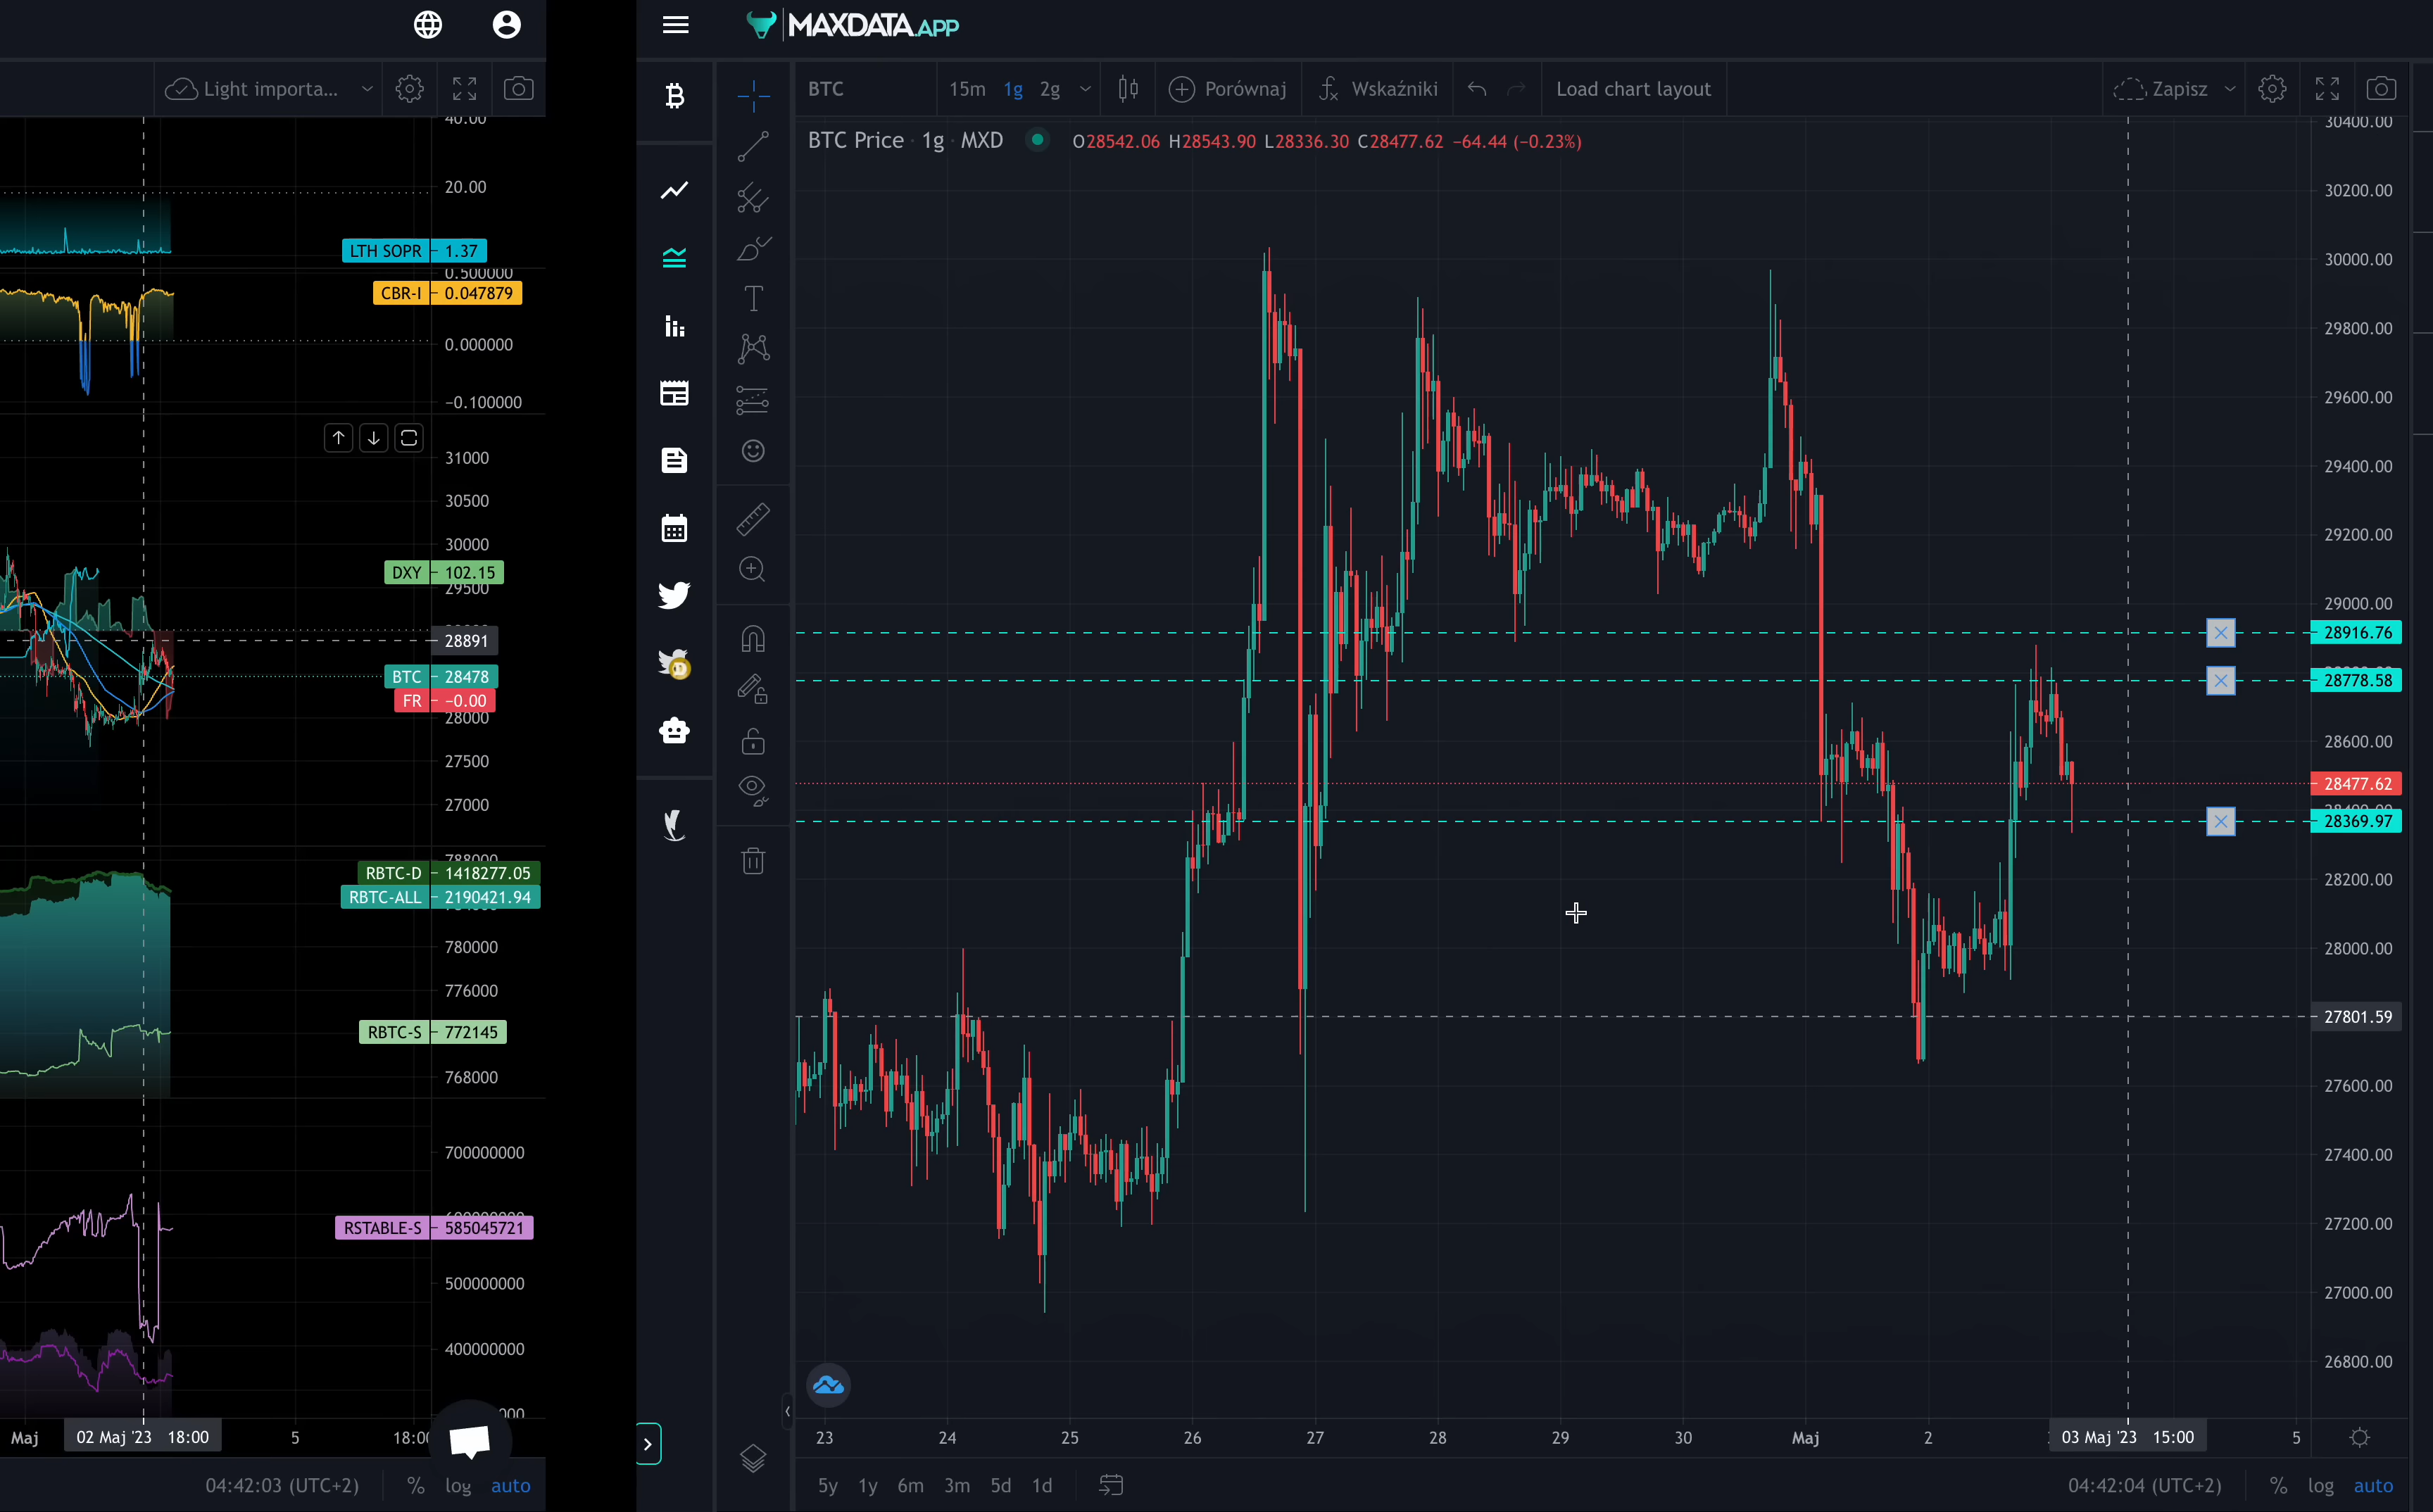 Light importa...
40.00
20.00
LTH SOPR 1.37
0.500000
CBR-I 0.047879
0.000000
−0.100000
31000
30500
30000
DXY 102.15
29500
28891
BTC 28478
FR −0.00
28000
27500
27000
788000
RBTC-D 1418277.05
RBTC-ALL 2190421.94
780000
776000
RBTC-S 772145
768000
700000000
RSTABLE-S 585045721
500000000
400000000
Maj 02 Maj '23 18:00 5 18:00
04:42:03 (UTC+2) % log auto
MAXDATA.APP
BTC 15m 1g 2g Porównaj Wskaźniki Load chart layout Zapisz
BTC Price · 1g · MXD O28542.06 H28543.90 L28336.30 C28477.62 −64.44 (−0.23%)
30400.00
30200.00
30000.00
29800.00
29600.00
29400.00
29200.00
29000.00
28916.76
28778.58
28600.00
28477.62
28369.97
28200.00
28000.00
27801.59
27600.00
27400.00
27200.00
27000.00
26800.00
23 24 25 26 27 28 29 30 Maj 2 03 Maj '23 15:00 5
5y 1y 6m 3m 5d 1d 04:42:04 (UTC+2) % log auto